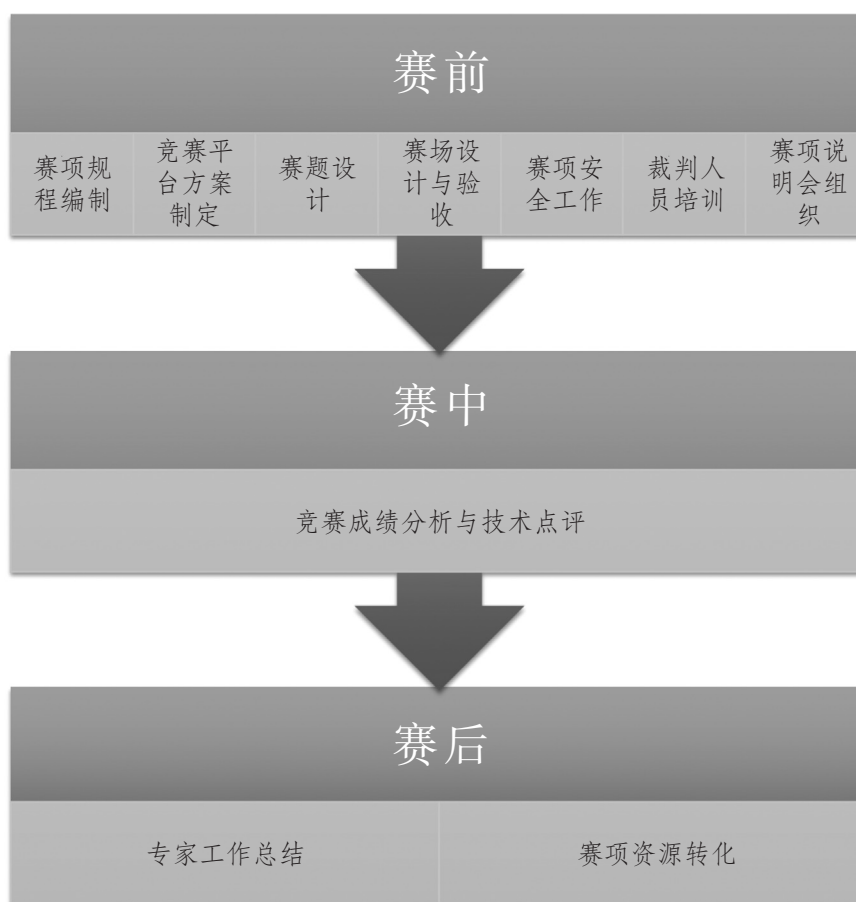 赛前
赛项规
程编制
竞赛平
台方案
制定
赛题设
计
赛场设
计与验
收
赛项安
全工作
裁判人
员培训
赛项说
明会组
织
赛中
竞赛成绩分析与技术点评
赛后
专家工作总结
赛项资源转化